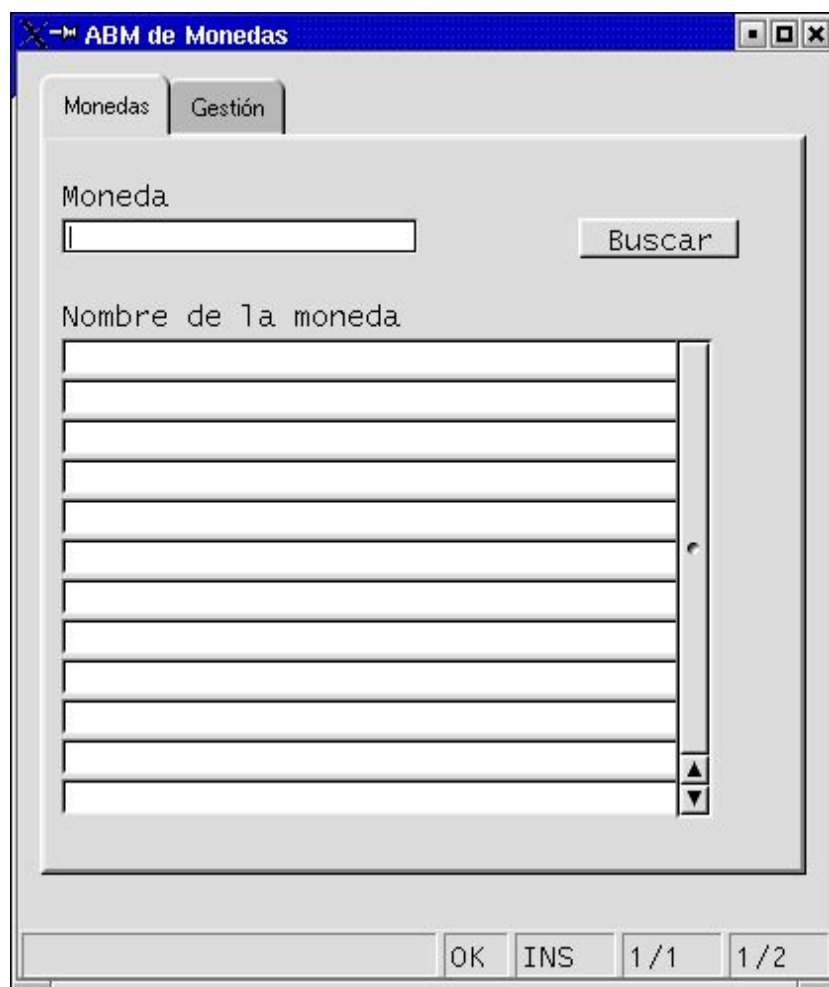 ABM de Monedas
Monedas Gestión
Moneda
Buscar
Nombre de la moneda
OK INS 1/1 1/2